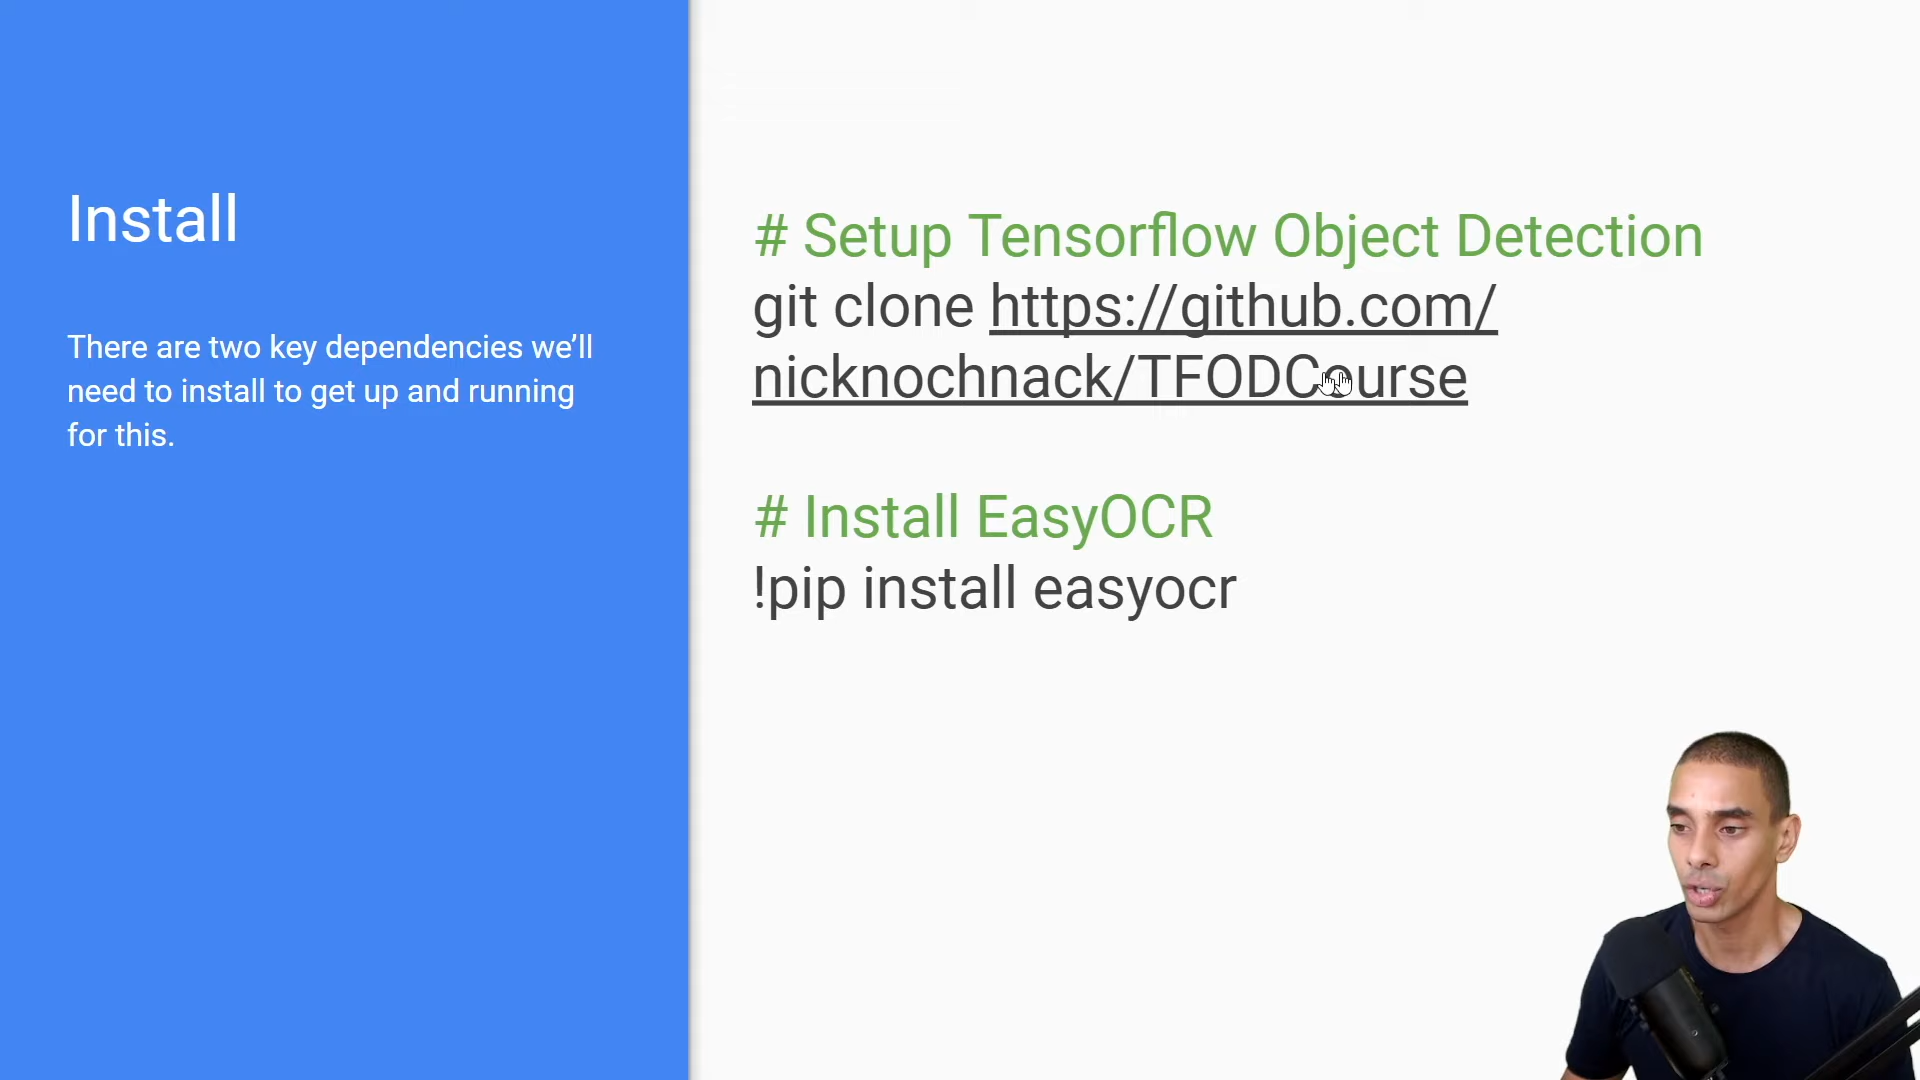 Install
There are two key dependencies we’ll
need to install to get up and running
for this.
# Setup Tensorflow Object Detection
git clone https://github.com/
nicknochnack/TFODCourse
# Install EasyOCR
!pip install easyocr